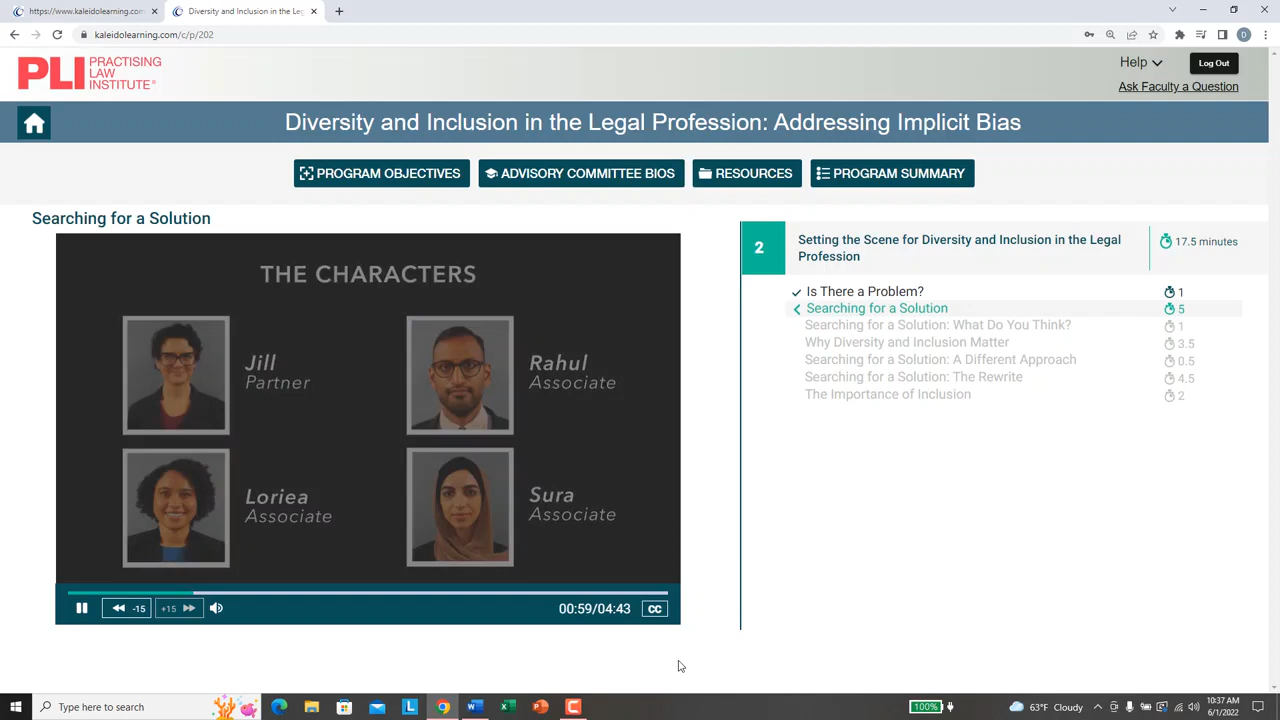 https://www.kaleidolearning.com
Diversity and Inclusion in the Leg
kaleidolearning.com/c/p/202
D
PLI
PRACTISING
LAW
INSTITUTE®
Help
Log Out
Ask Faculty a Question
Diversity and Inclusion in the Legal Profession: Addressing Implicit Bias
PROGRAM OBJECTIVES
ADVISORY COMMITTEE BIOS
RESOURCES
PROGRAM SUMMARY
Searching for a Solution
THE CHARACTERS
Jill
Partner
Rahul
Associate
Loriea
Associate
Sura
Associate
-15
+15
00:59/04:43
CC
2
Setting the Scene for Diversity and Inclusion in the Legal
Profession
17.5 minutes
Is There a Problem? 1
Searching for a Solution 5
Searching for a Solution: What Do You Think? 1
Why Diversity and Inclusion Matter 3.5
Searching for a Solution: A Different Approach 0.5
Searching for a Solution: The Rewrite 4.5
The Importance of Inclusion 2
Type here to search
L
100%
63°F Cloudy
10:37 AM
6/1/2022